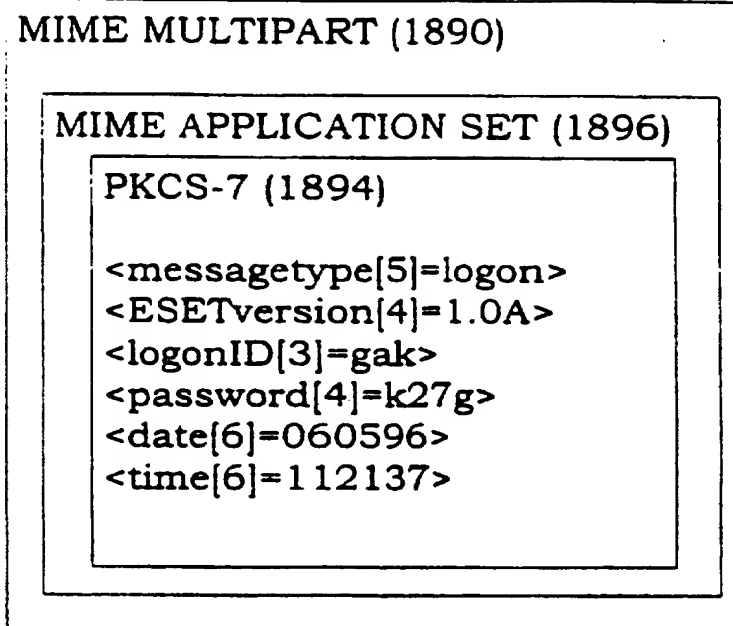 MIME MULTIPART (1890)
MIME APPLICATION SET (1896)
PKCS-7 (1894)
<messagetype[5]=logon>
<ESETversion[4]=1.0A>
<logonID[3]=gak>
<password[4]=k27g>
<date[6]=060596>
<time[6]=112137>